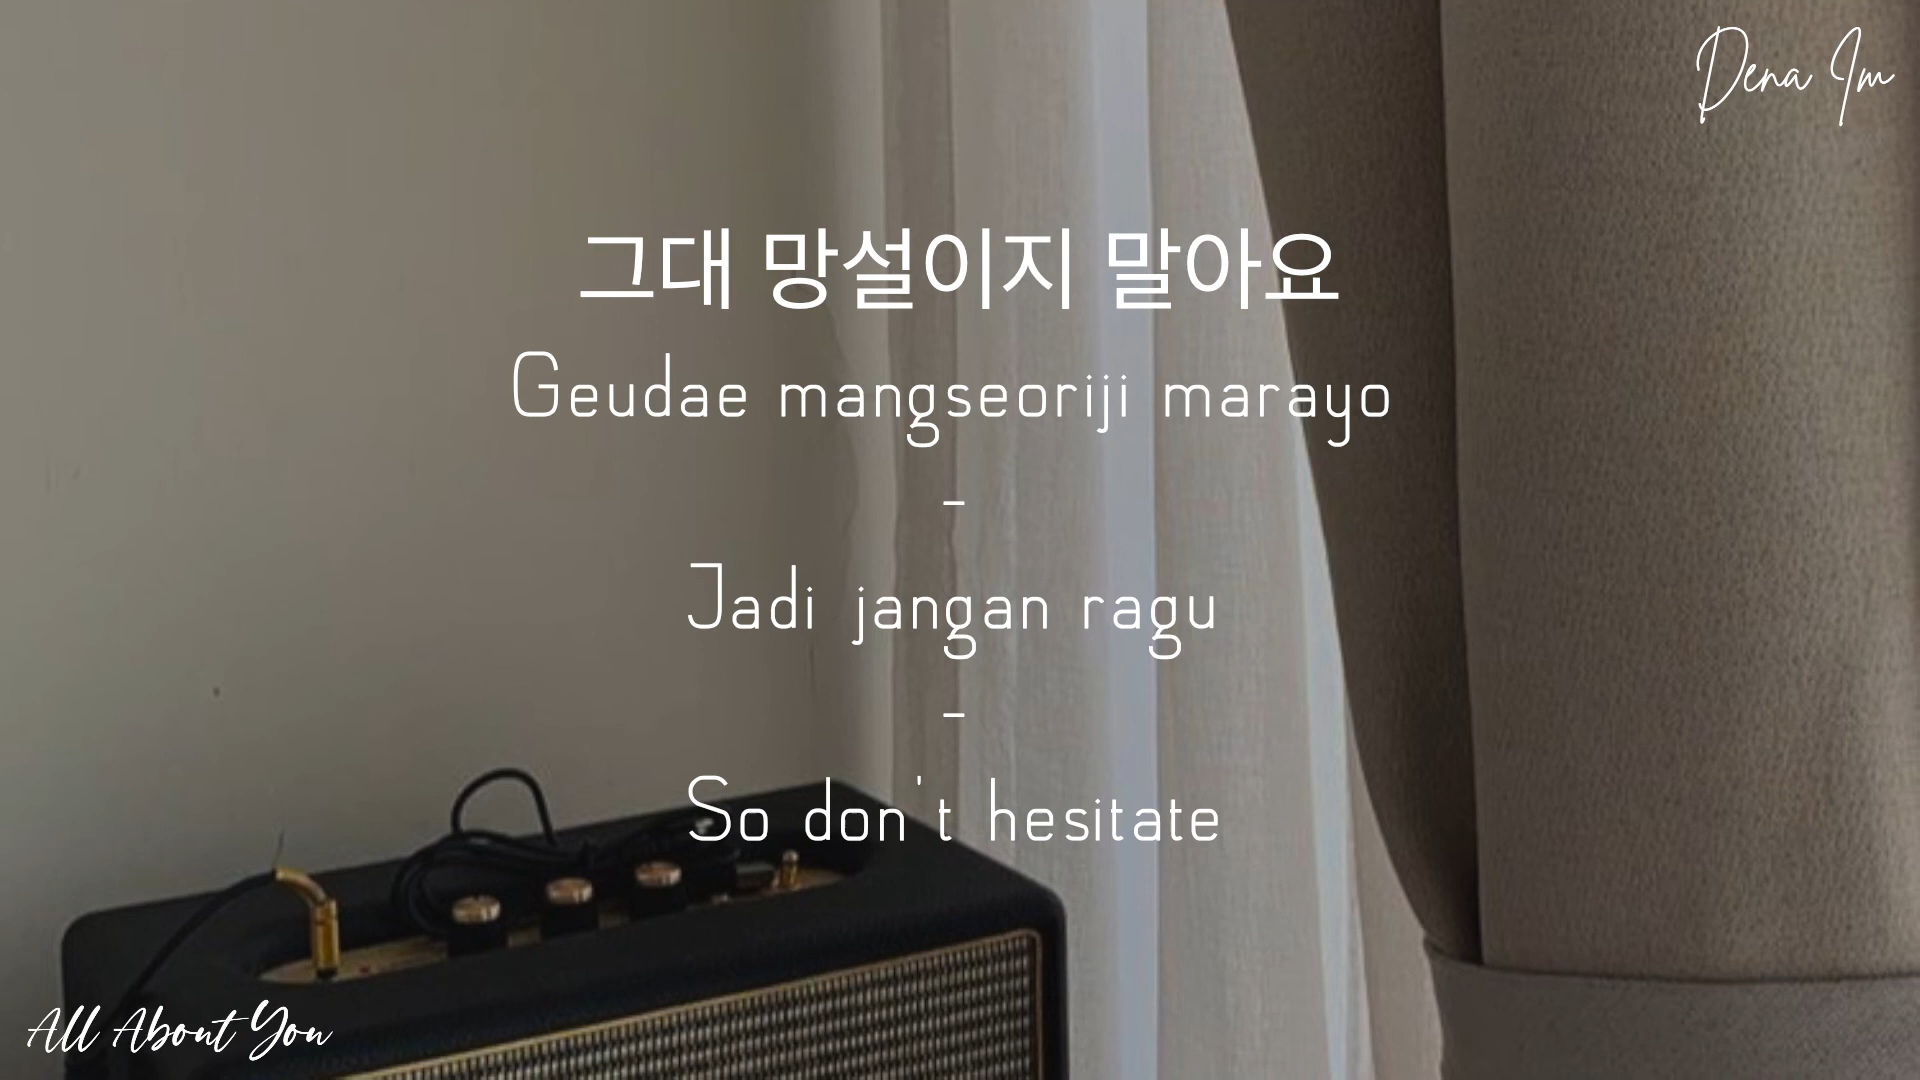 Dena Im
그대 망설이지 말아요
Geudae mangseoriji marayo
-
Jadi jangan ragu
-
So don't hesitate
All About You